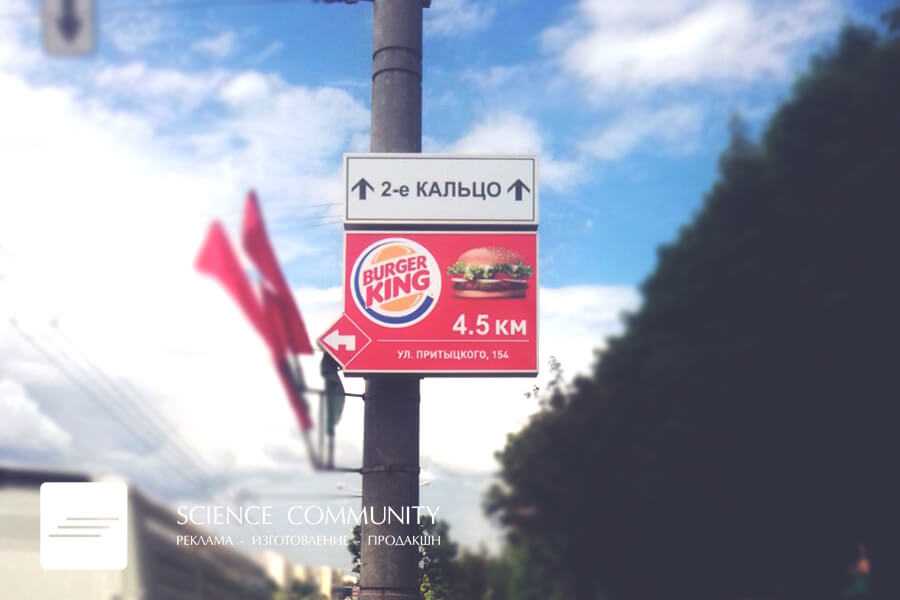 2-е КАЛЬЦО
BURGER
KING
4.5 км
УЛ. ПРИТЫЦКОГО, 154
SCIENCE COMMUNITY
РЕКЛАМА - ИЗГОТОВЛЕНИЕ - ПРОДАКШН